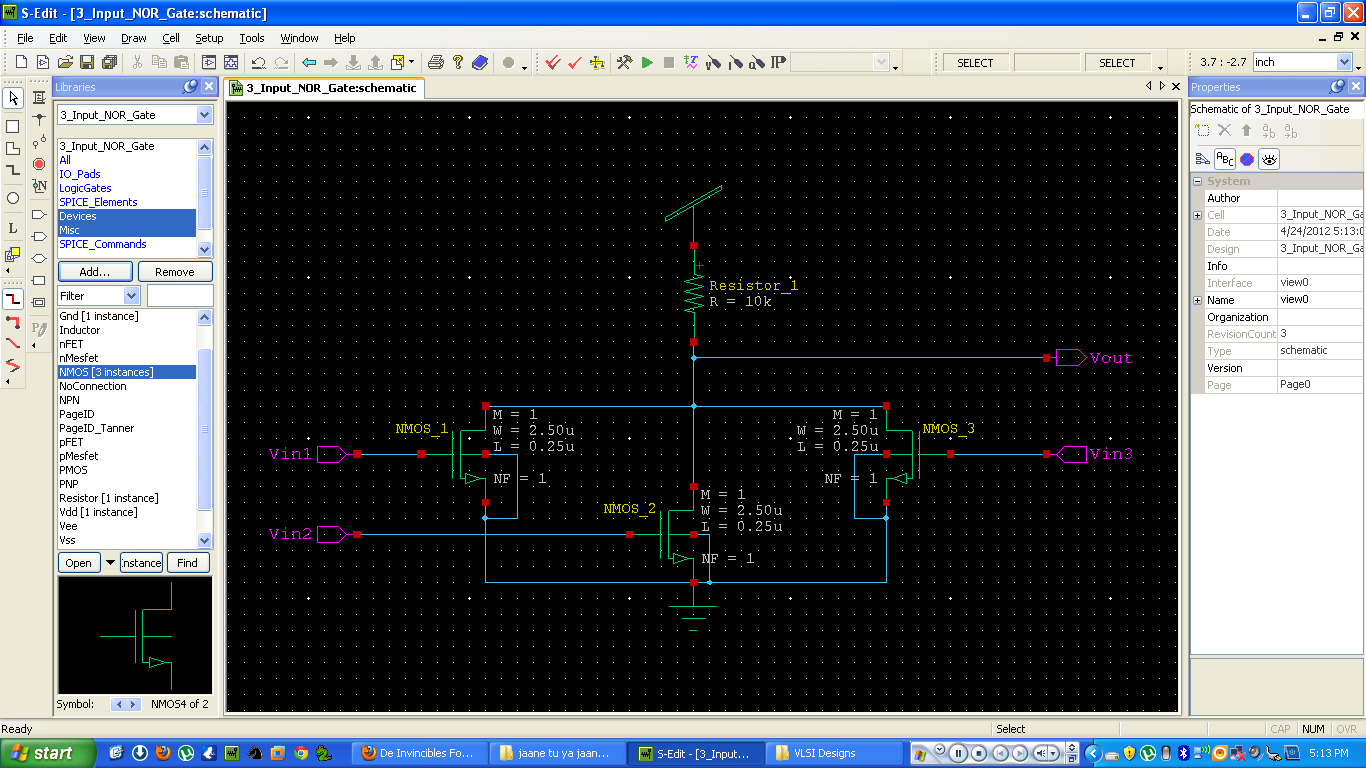 S-Edit - [3_Input_NOR_Gate:schematic]
File Edit View Draw Cell Setup Tools Window Help
SELECT SELECT 3.7 : -2.7 inch
Libraries
3_Input_NOR_Gate:schematic
Properties
3_Input_NOR_Gate
3_Input_NOR_Gate
All
IO_Pads
LogicGates
SPICE_Elements
Devices
Misc
SPICE_Commands
Add... Remove
Filter
Gnd [1 instance]
Inductor
nFET
nMesfet
NMOS [3 instances]
NoConnection
NPN
PageID
PageID_Tanner
pFET
pMesfet
PMOS
PNP
Resistor [1 instance]
Vdd [1 instance]
Vee
Vss
Open Instance Find
Symbol: NMOS4 of 2
Resistor_1
R = 10k
Vout
NMOS_1
M = 1
W = 2.50u
L = 0.25u
NF = 1
Vin1
M = 1
W = 2.50u
L = 0.25u
NF = 1
NMOS_3
Vin3
NMOS_2
M = 1
W = 2.50u
L = 0.25u
NF = 1
Vin2
Schematic of 3_Input_NOR_Gate
System
Author
Cell 3_Input_NOR_Ga
Date 4/24/2012 5:13:0
Design 3_Input_NOR_Ga
Info
Interface view0
Name view0
Organization
RevisionCount 3
Type schematic
Version
Page Page0
Ready Select CAP NUM OVR
start De Invincibles Fo... jaane tu ya jaan... S-Edit - [3_Input... VLSI Designs 5:13 PM